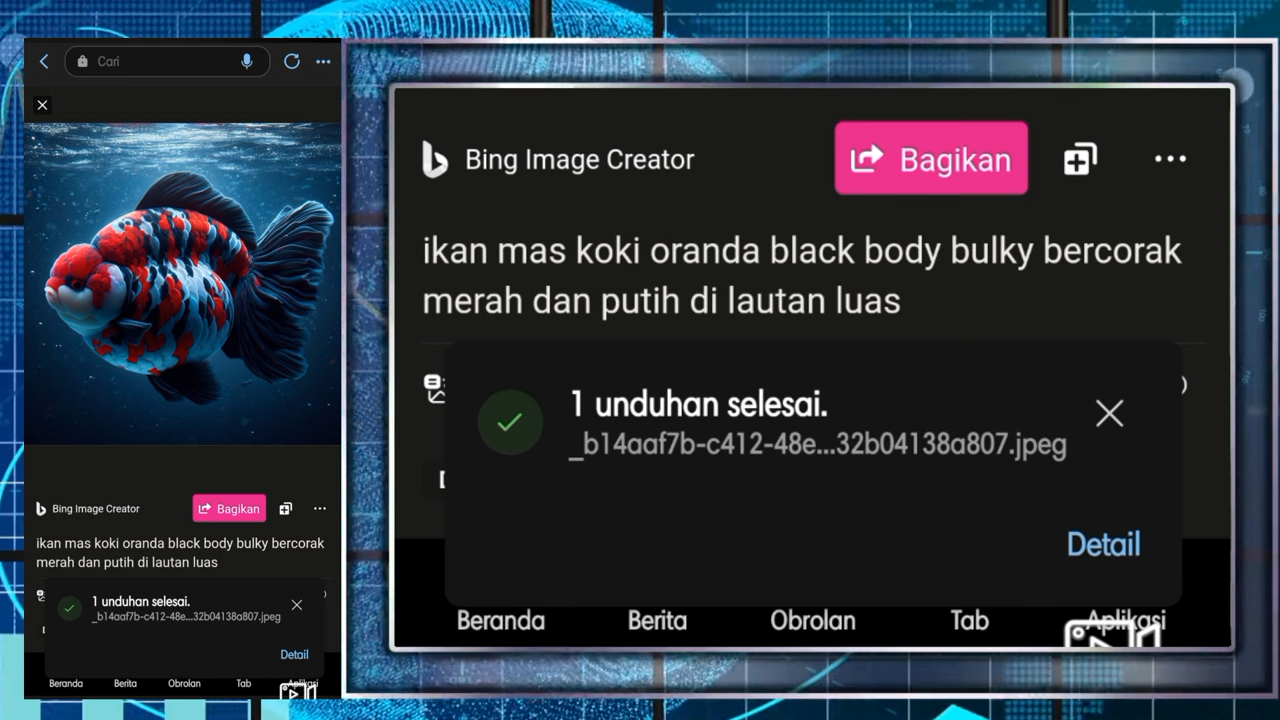 Cari
Bing Image Creator
Bagikan
ikan mas koki oranda black body bulky bercorak
merah dan putih di lautan luas
1 unduhan selesai.
_b14aaf7b-c412-48e...32b04138a807.jpeg
Detail
Beranda
Berita
Obrolan
Tab
Aplikasi
Bing Image Creator
Bagikan
ikan mas koki oranda black body bulky bercorak
merah dan putih di lautan luas
1 unduhan selesai.
_b14aaf7b-c412-48e...32b04138a807.jpeg
Detail
Beranda
Berita
Obrolan
Tab
Aplikasi